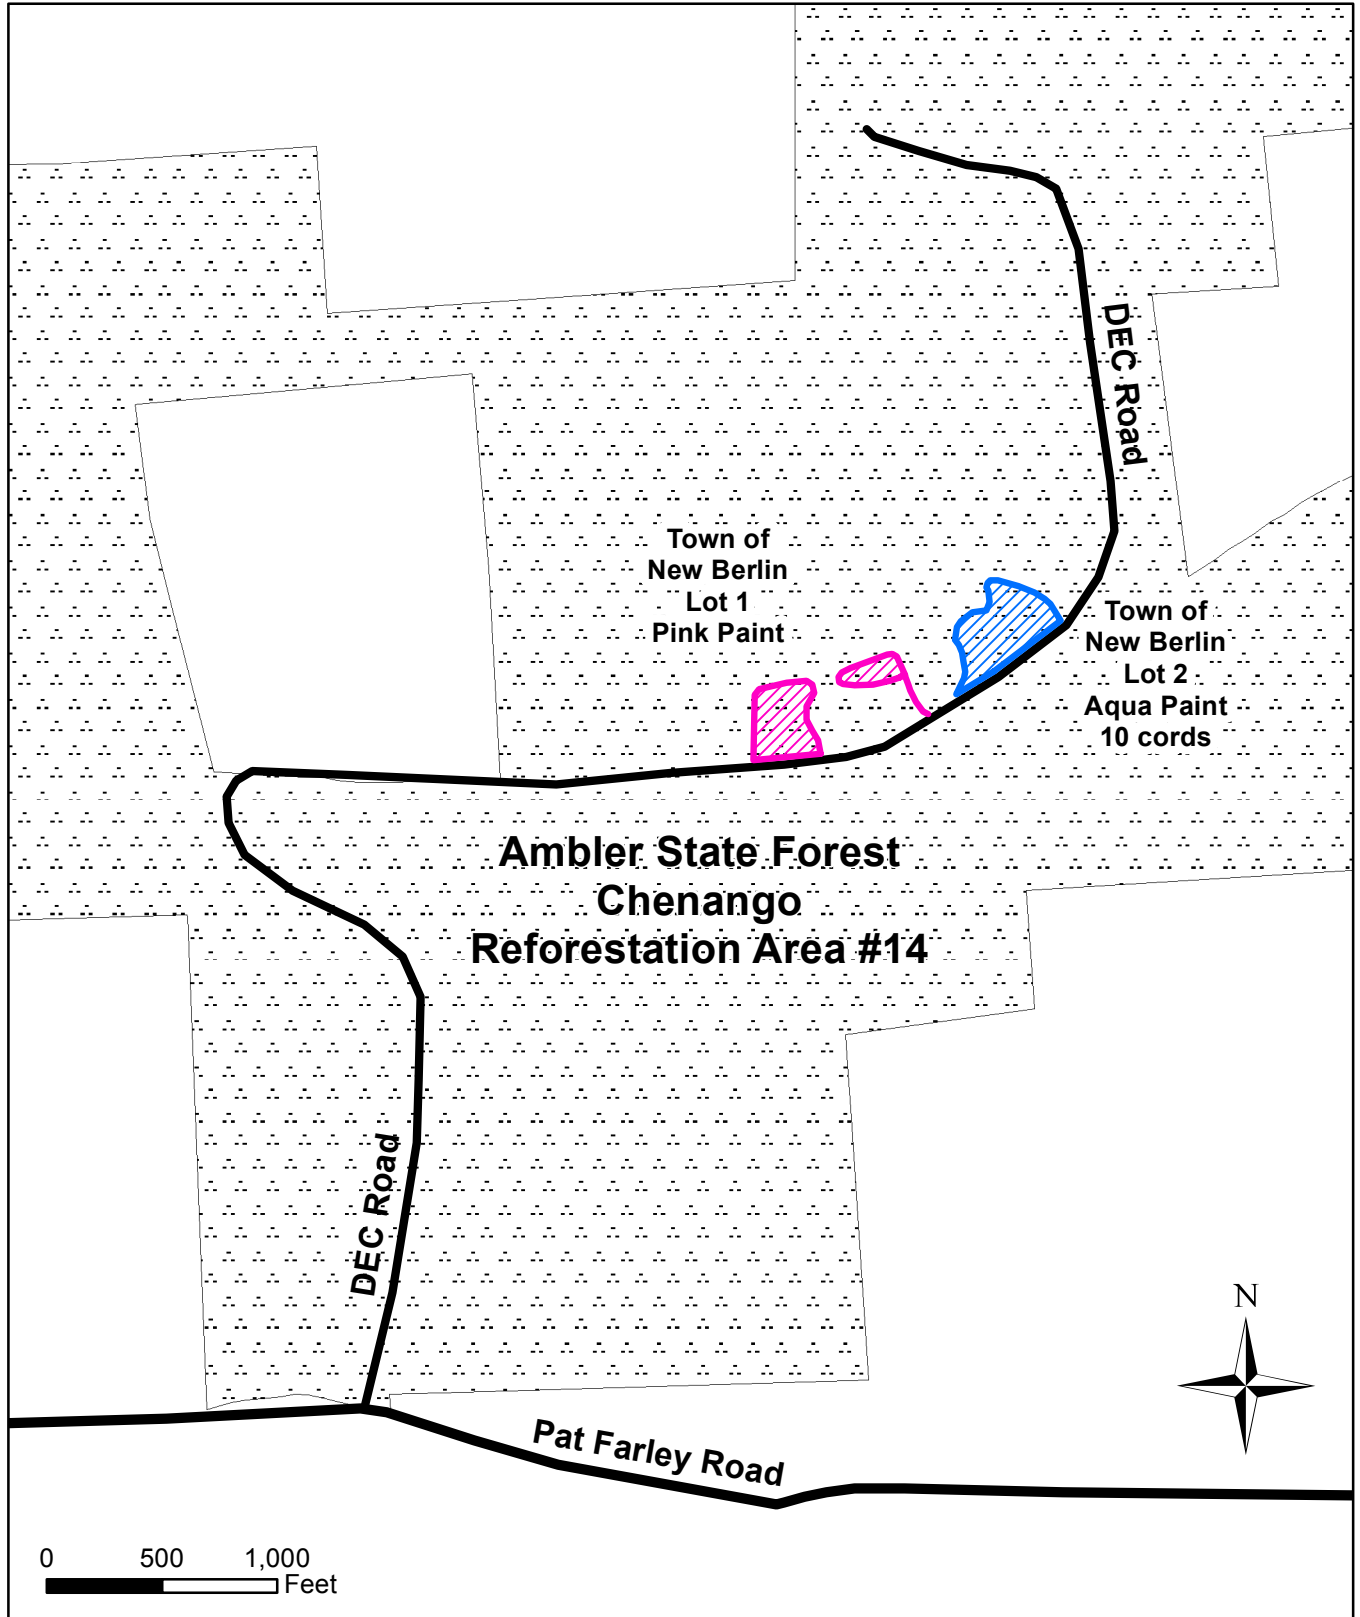 DEC Road
Town of
New Berlin
Lot 1
Pink Paint
Town of
New Berlin
Lot 2
Aqua Paint
10 cords
Ambler State Forest
Chenango
Reforestation Area #14
DEC Road
N
Pat Farley Road
0 500 1,000
Feet